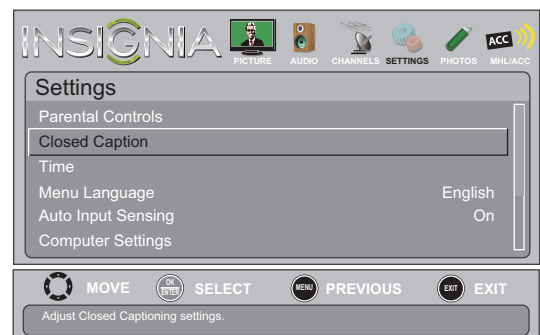 INSIGNIA
PICTURE AUDIO CHANNELS SETTINGS PHOTOS ACC MHL/ACC
Settings
Parental Controls
Closed Caption
Time
Menu Language English
Auto Input Sensing On
Computer Settings
MOVE OK ENTER SELECT MENU PREVIOUS EXIT EXIT
Adjust Closed Captioning settings.